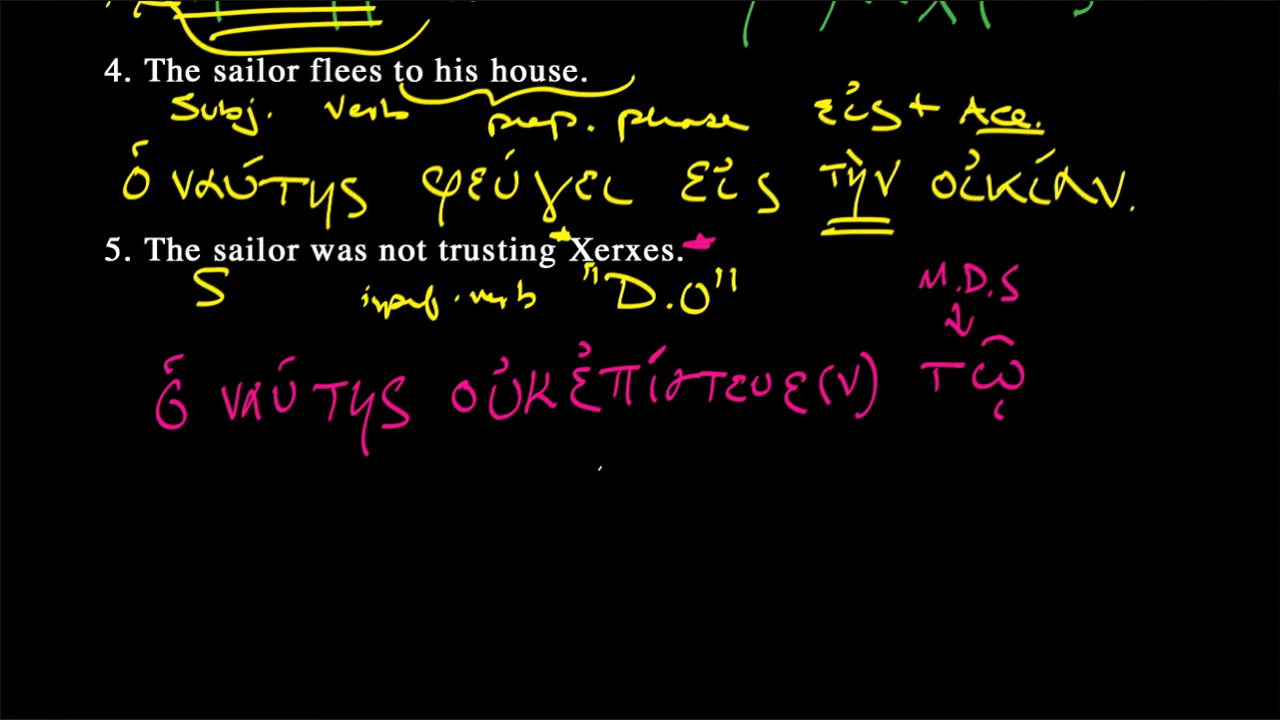 4. The sailor flees to his house.
Subj. verb prep. phase εἰς + Acc.
ὁ ναύτης φεύγει εἰς τὴν οἰκίαν.
5. The sailor was not trusting Xerxes.
S impf. verb "D.O" M.D.S
ὁ ναύτης οὐκ ἐπίστευε(ν) τῷ